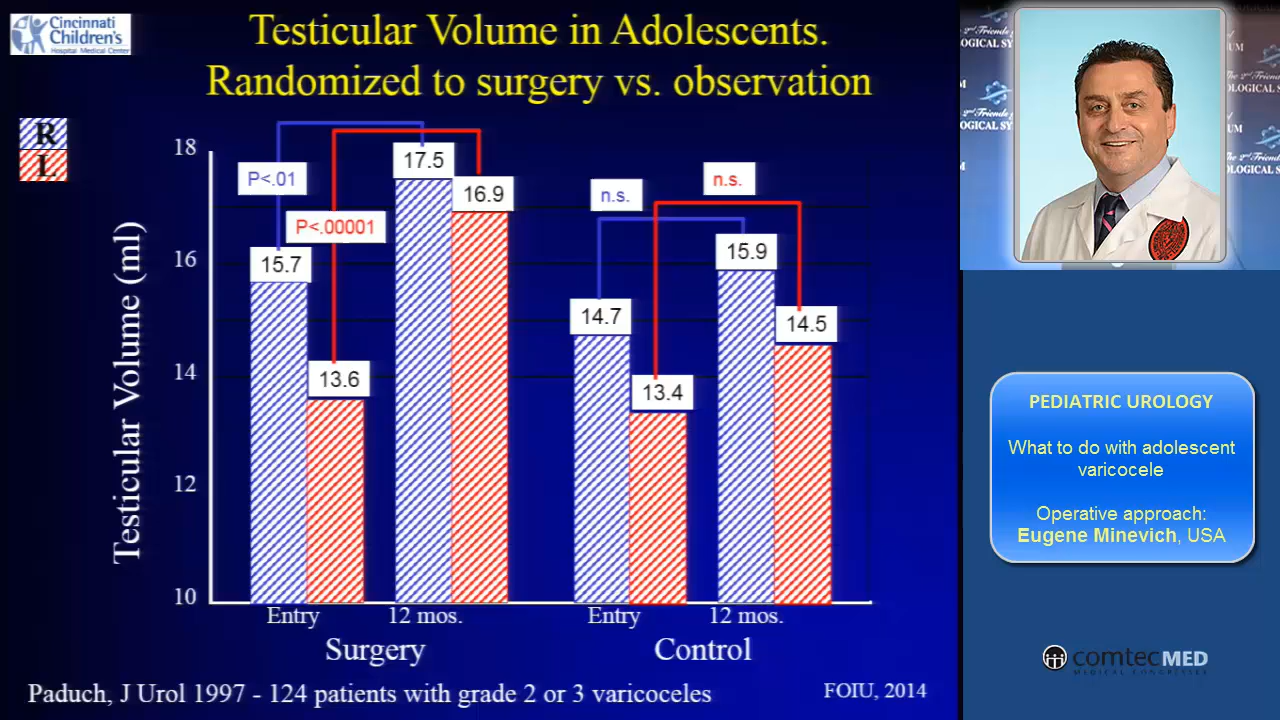 Cincinnati
Children's
Hospital Medical Center
Testicular Volume in Adolescents.
Randomized to surgery vs. observation
R
L
Testicular Volume (ml)
18
16
14
12
10
P<.01
P<.00001
15.7
13.6
17.5
16.9
n.s.
n.s.
14.7
13.4
15.9
14.5
Entry
12 mos.
Entry
12 mos.
Surgery
Control
Paduch, J Urol 1997 - 124 patients with grade 2 or 3 varicoceles
FOIU, 2014
PEDIATRIC UROLOGY
What to do with adolescent
varicocele
Operative approach:
Eugene Minevich, USA
comtecMED
MEDICAL CONGRESSES